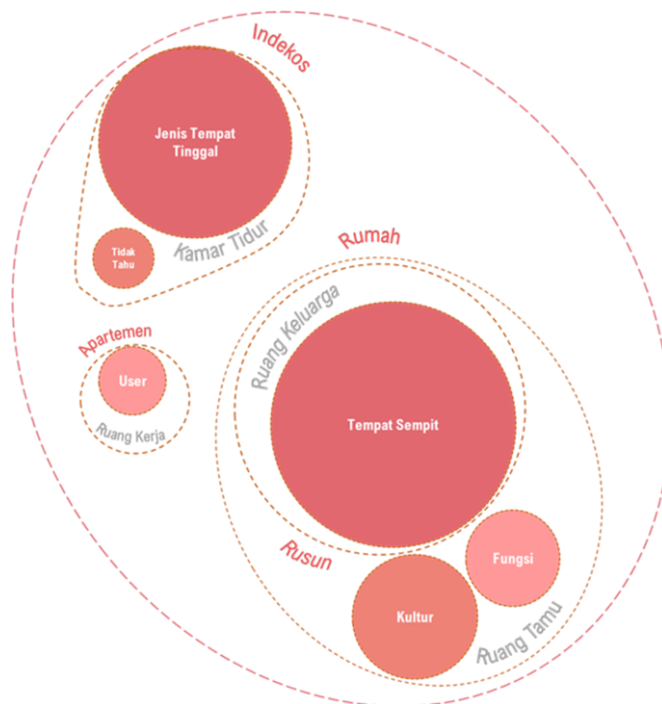 Indekos
Jenis Tempat
Tinggal
Kamar Tidur
Tidak
Tahu
Rumah
Ruang Keluarga
Apartemen
User
Ruang Kerja
Tempat Sempit
Rusun
Fungsi
Kultur
Ruang Tamu